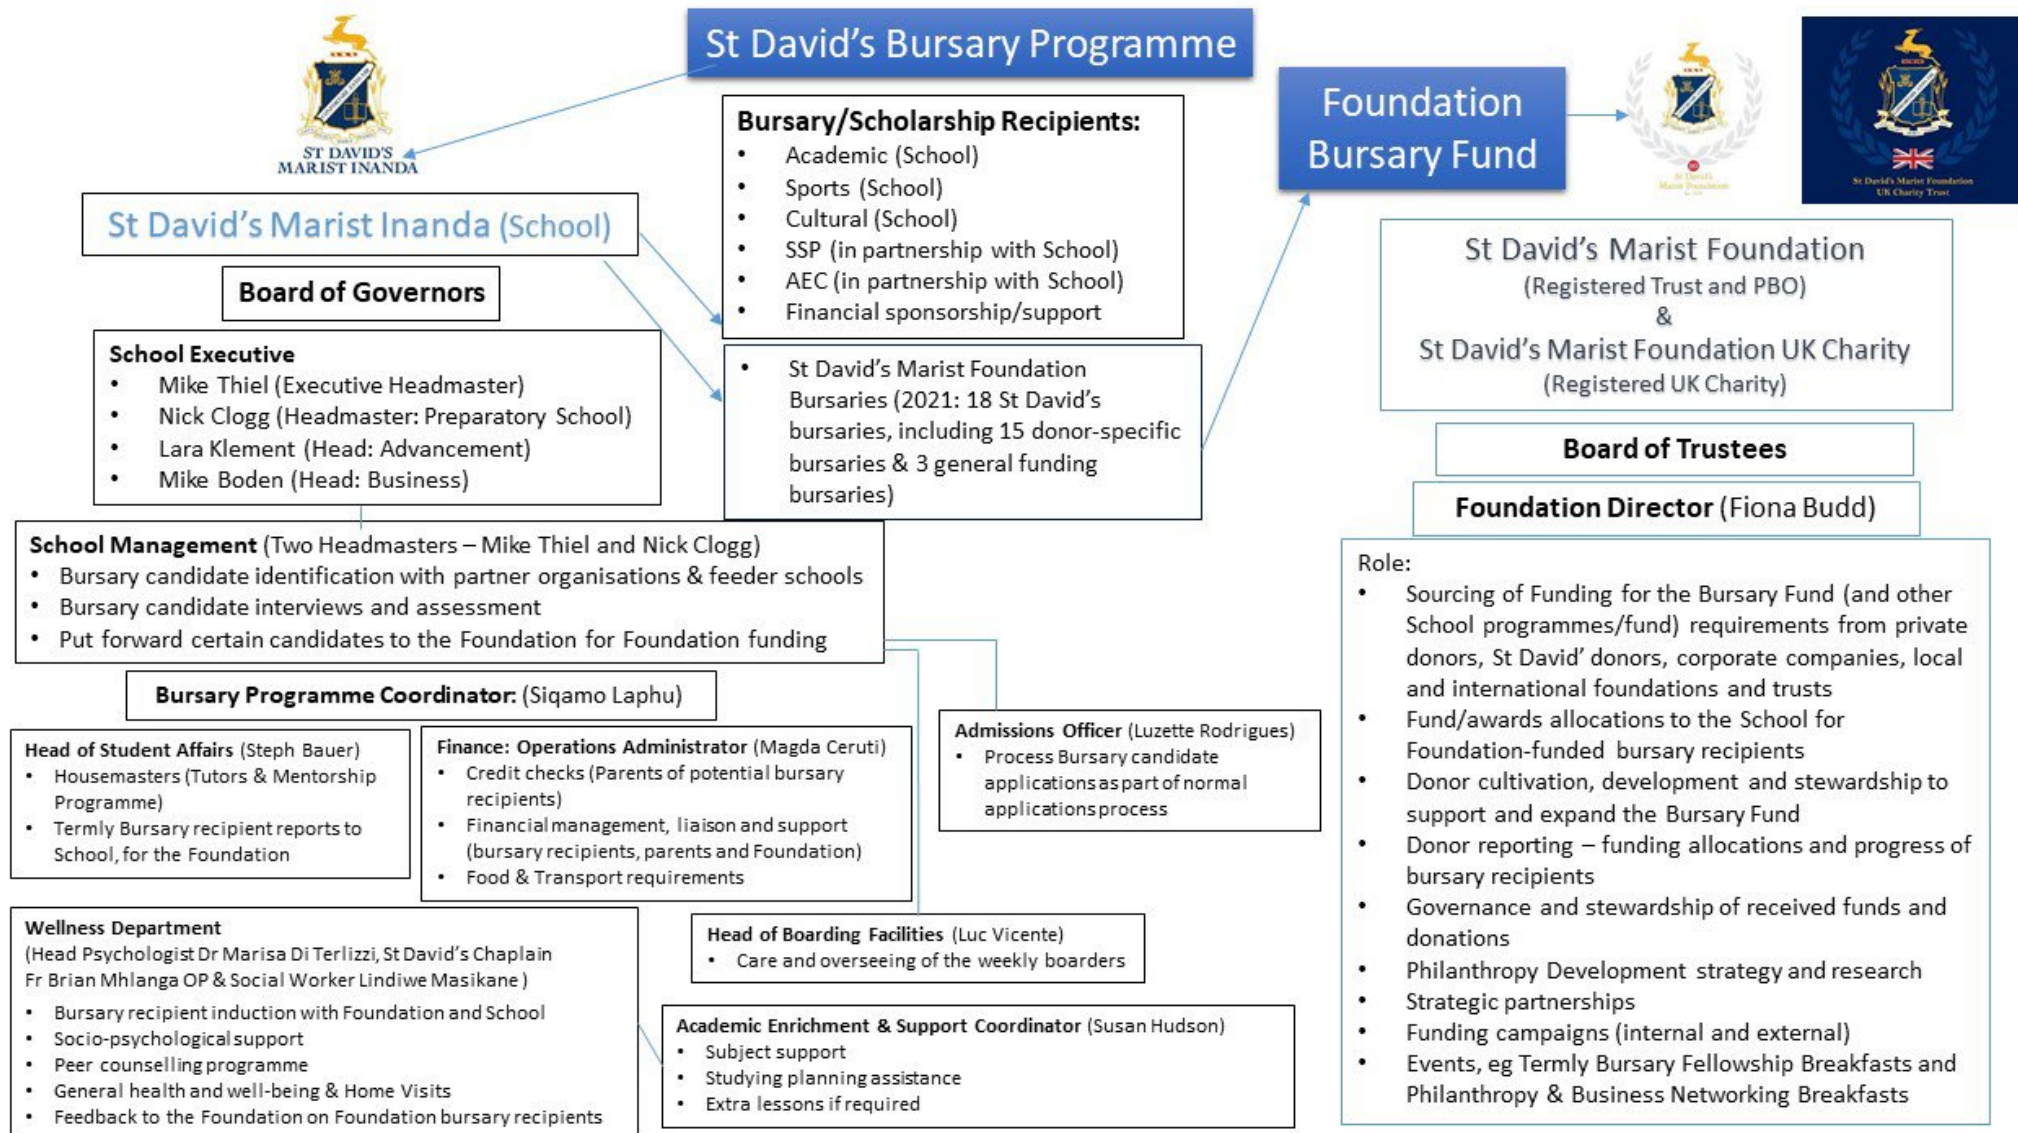 St David's Bursary Programme
ST DAVID'S
MARIST INANDA
St David's Marist Inanda (School)
Board of Governors
School Executive
• Mike Thiel (Executive Headmaster)
• Nick Clogg (Headmaster: Preparatory School)
• Lara Klement (Head: Advancement)
• Mike Boden (Head: Business)
Bursary/Scholarship Recipients:
• Academic (School)
• Sports (School)
• Cultural (School)
• SSP (in partnership with School)
• AEC (in partnership with School)
• Financial sponsorship/support
• St David's Marist Foundation
Bursaries (2021: 18 St David's
bursaries, including 15 donor-specific
bursaries & 3 general funding
bursaries)
Foundation
Bursary Fund
St David's
Marist Foundation
St David's Marist Foundation
UK Charity Trust
St David's Marist Foundation
(Registered Trust and PBO)
&
St David's Marist Foundation UK Charity
(Registered UK Charity)
Board of Trustees
Foundation Director (Fiona Budd)
Role:
• Sourcing of Funding for the Bursary Fund (and other
School programmes/fund) requirements from private
donors, St David' donors, corporate companies, local
and international foundations and trusts
• Fund/awards allocations to the School for
Foundation-funded bursary recipients
• Donor cultivation, development and stewardship to
support and expand the Bursary Fund
• Donor reporting – funding allocations and progress of
bursary recipients
• Governance and stewardship of received funds and
donations
• Philanthropy Development strategy and research
• Strategic partnerships
• Funding campaigns (internal and external)
• Events, eg Termly Bursary Fellowship Breakfasts and
Philanthropy & Business Networking Breakfasts
School Management (Two Headmasters – Mike Thiel and Nick Clogg)
• Bursary candidate identification with partner organisations & feeder schools
• Bursary candidate interviews and assessment
• Put forward certain candidates to the Foundation for Foundation funding
Bursary Programme Coordinator: (Siqamo Laphu)
Head of Student Affairs (Steph Bauer)
• Housemasters (Tutors & Mentorship
Programme)
• Termly Bursary recipient reports to
School, for the Foundation
Finance: Operations Administrator (Magda Ceruti)
• Credit checks (Parents of potential bursary
recipients)
• Financial management, liaison and support
(bursary recipients, parents and Foundation)
• Food & Transport requirements
Admissions Officer (Luzette Rodrigues)
• Process Bursary candidate
applications as part of normal
applications process
Wellness Department
(Head Psychologist Dr Marisa Di Terlizzi, St David's Chaplain
Fr Brian Mhlanga OP & Social Worker Lindiwe Masikane )
• Bursary recipient induction with Foundation and School
• Socio-psychological support
• Peer counselling programme
• General health and well-being & Home Visits
• Feedback to the Foundation on Foundation bursary recipients
Head of Boarding Facilities (Luc Vicente)
• Care and overseeing of the weekly boarders
Academic Enrichment & Support Coordinator (Susan Hudson)
• Subject support
• Studying planning assistance
• Extra lessons if required